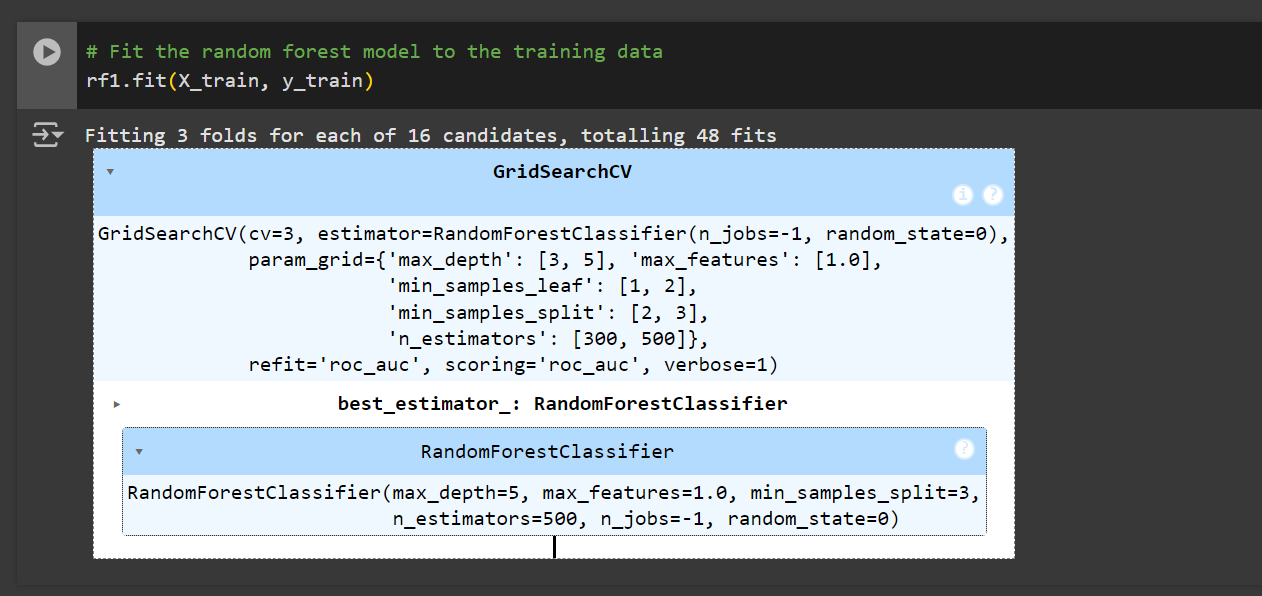 # Fit the random forest model to the training data
rf1.fit(X_train, y_train)
Fitting 3 folds for each of 16 candidates, totalling 48 fits
GridSearchCV
i ?
GridSearchCV(cv=3, estimator=RandomForestClassifier(n_jobs=-1, random_state=0),
param_grid={'max_depth': [3, 5], 'max_features': [1.0],
'min_samples_leaf': [1, 2],
'min_samples_split': [2, 3],
'n_estimators': [300, 500]},
refit='roc_auc', scoring='roc_auc', verbose=1)
best_estimator_: RandomForestClassifier
RandomForestClassifier ?
RandomForestClassifier(max_depth=5, max_features=1.0, min_samples_split=3,
n_estimators=500, n_jobs=-1, random_state=0)